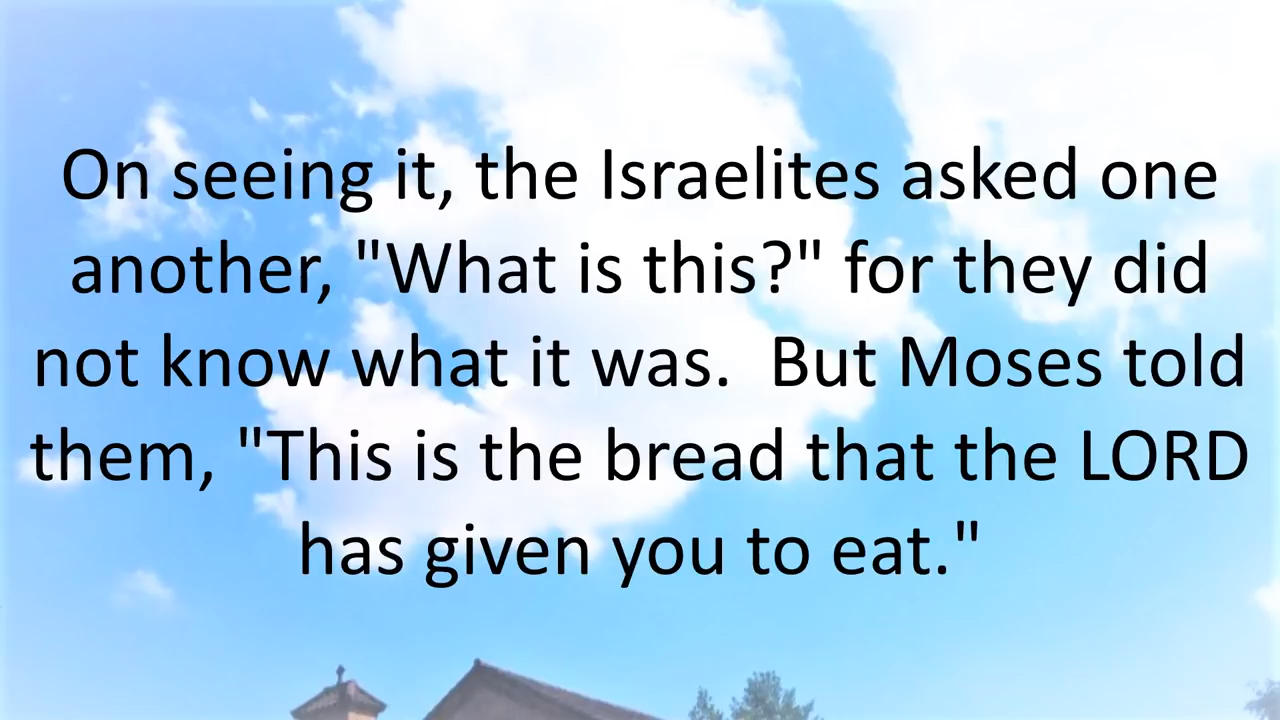 On seeing it, the Israelites asked one
another, "What is this?" for they did
not know what it was.  But Moses told
them, "This is the bread that the LORD
has given you to eat."